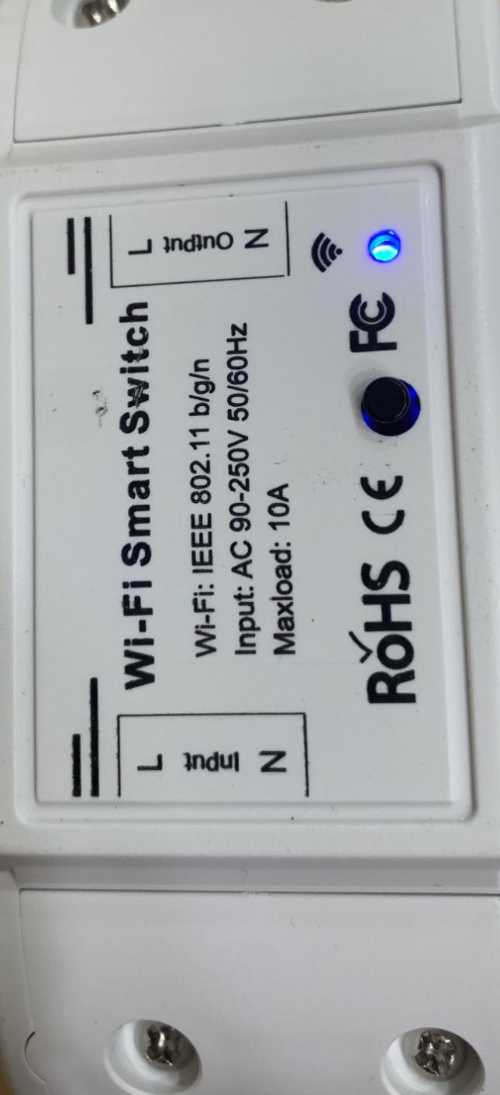 Wi-Fi Smart Switch
Wi-Fi: IEEE 802.11 b/g/n
Input: AC 90-250V 50/60Hz
Maxload: 10A
L
Input
N
L
Output
N
RoHS CE FC